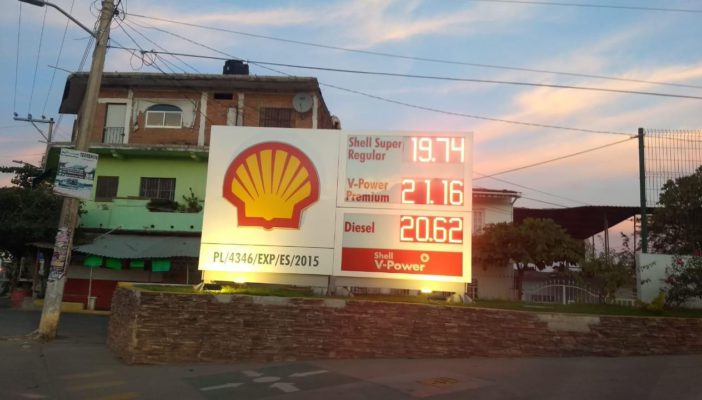 Shell Super
Regular
19.74
V-Power
Premium
21.16
Diesel
20.62
Shell
V-Power
PL/4346/EXP/ES/2015